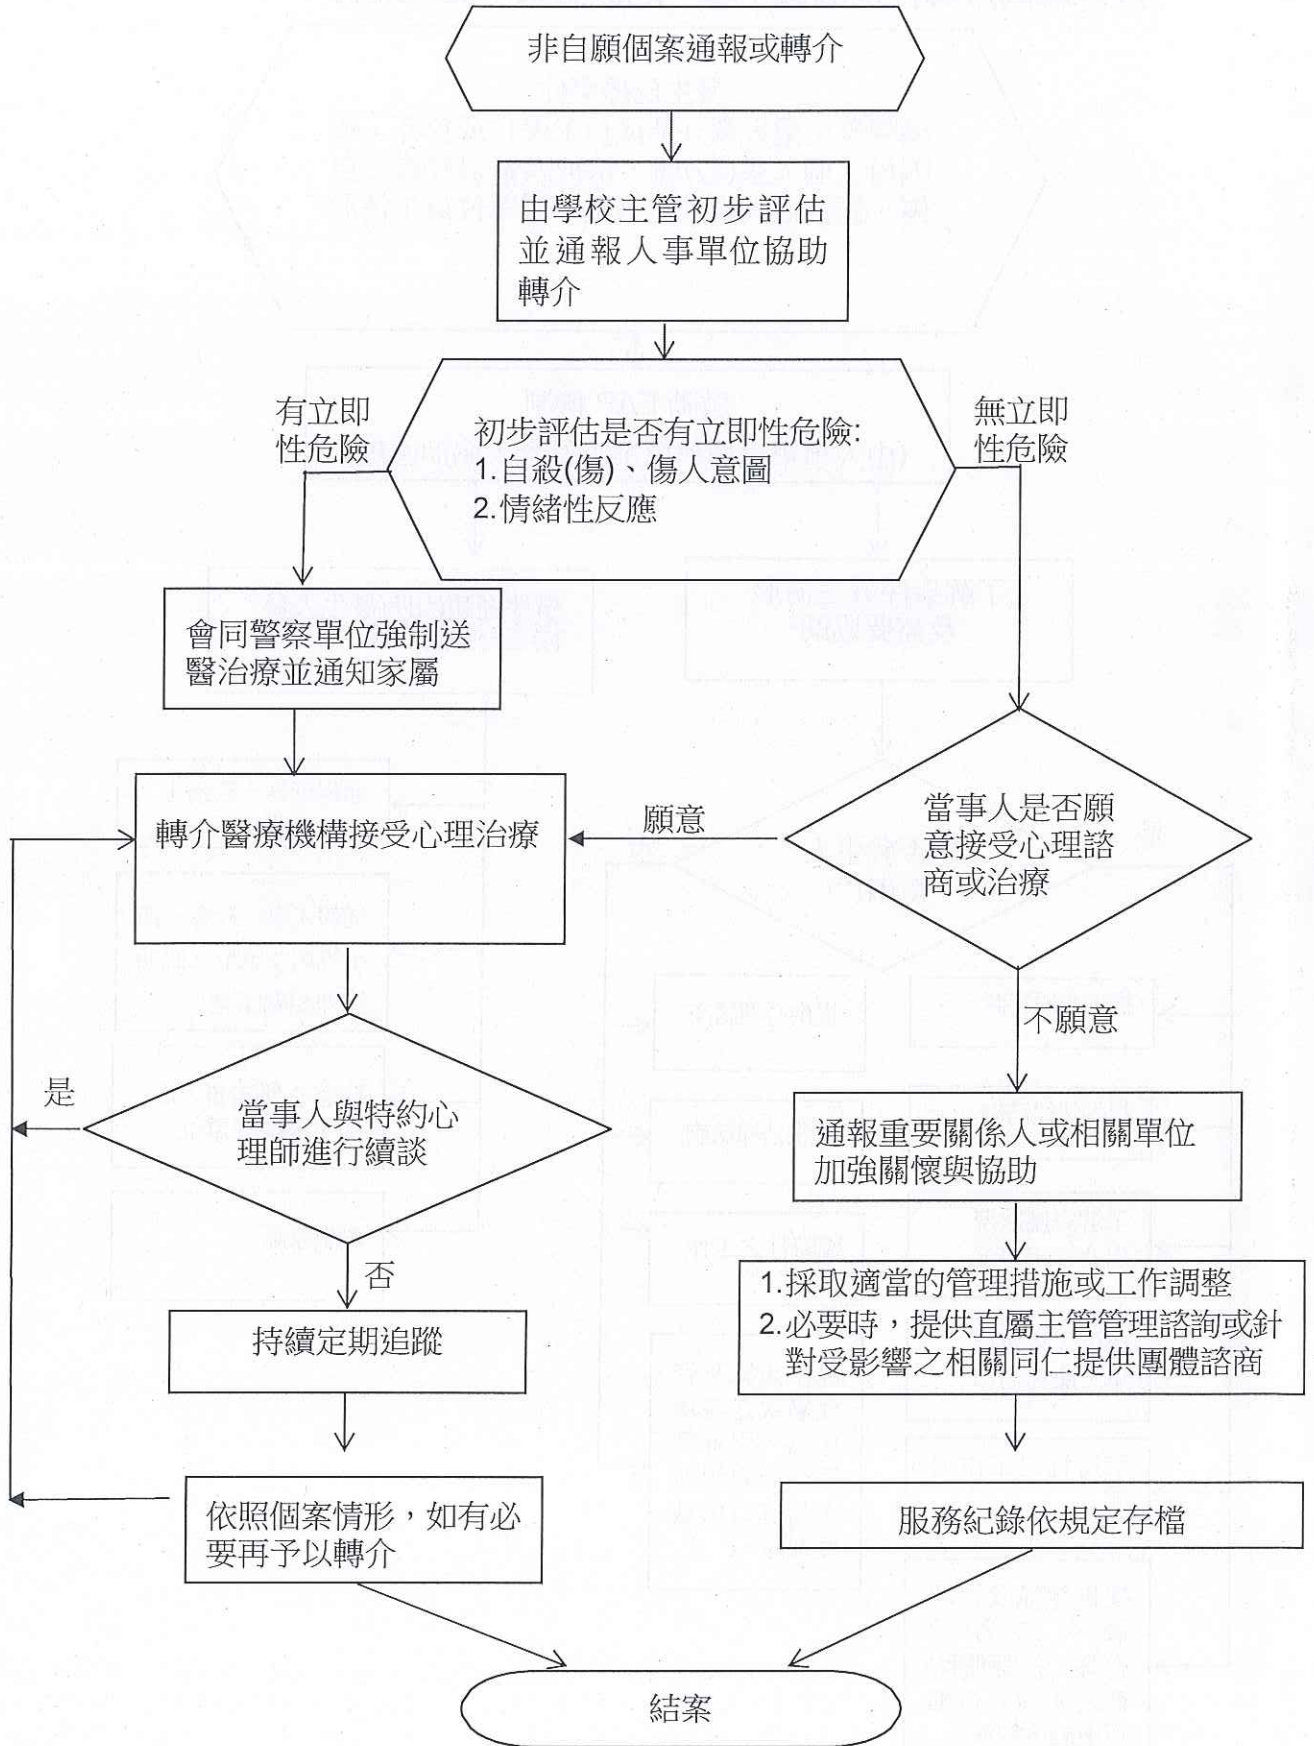 非自願個案通報或轉介
由學校主管初步評估
並通報人事單位協助
轉介
有立即
性危險
初步評估是否有立即性危險:
1.自殺(傷)、傷人意圖
2.情緒性反應
無立即
性危險
會同警察單位強制送
醫治療並通知家屬
轉介醫療機構接受心理治療
願意
當事人是否願
意接受心理諮
商或治療
不願意
是
當事人與特約心
理師進行續談
通報重要關係人或相關單位
加強關懷與協助
否
1.採取適當的管理措施或工作調整
2.必要時，提供直屬主管管理諮詢或針
對受影響之相關同仁提供團體諮商
持續定期追蹤
依照個案情形，如有必
要再予以轉介
服務紀錄依規定存檔
結案